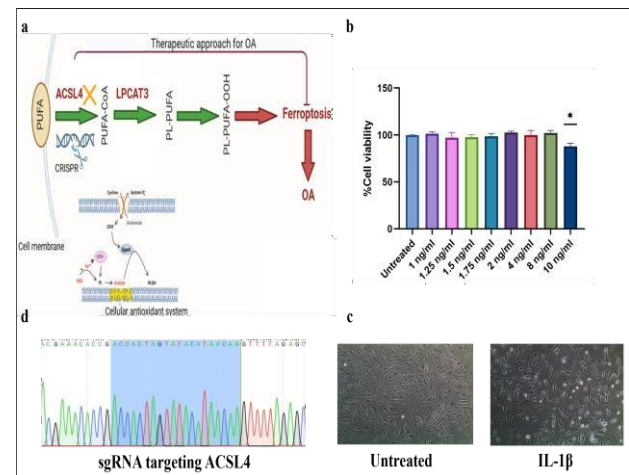 a
Therapeutic approach for OA
PUFA
ACSL4
LPCAT3
PUFA-CoA
PL-PUFA
PL-PUFA-OOH
Ferroptosis
CRISPR
OA
Cell membrane
Cellular antioxidant system
b
%Cell viability
150
100
50
0
*
Untreated
1 ng/ml
1.25 ng/ml
1.5 ng/ml
1.75 ng/ml
2 ng/ml
4 ng/ml
8 ng/ml
10 ng/ml
d
ACCACTAGTATACATAACAA
sgRNA targeting ACSL4
c
Untreated
IL-1β